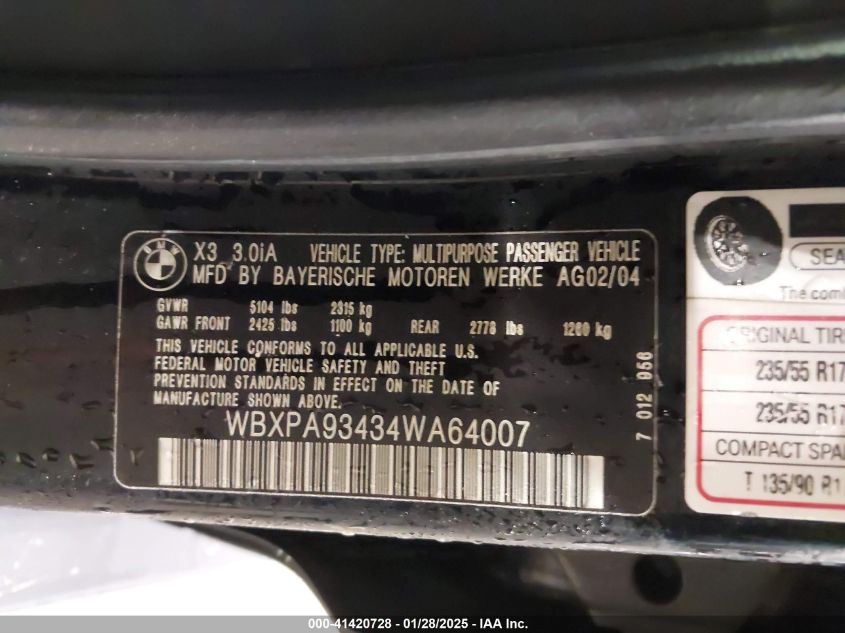 BMW
X3 3.0iA VEHICLE TYPE: MULTIPURPOSE PASSENGER VEHICLE
MFD BY BAYERISCHE MOTOREN WERKE AG02/04
GVWR 5104 lbs 2315 kg
GAWR FRONT 2425 lbs 1100 kg REAR 2778 lbs 1260 kg
THIS VEHICLE CONFORMS TO ALL APPLICABLE U.S.
FEDERAL MOTOR VEHICLE SAFETY AND THEFT
PREVENTION STANDARDS IN EFFECT ON THE DATE OF
MANUFACTURE SHOWN ABOVE.
WBXPA93434WA64007
7 012 956
SEA
The com
ORIGINAL TIR
235/55 R17
235/55 R17
COMPACT SPA
T 135/90 R1
000-41420728 - 01/28/2025 - IAAI.COM